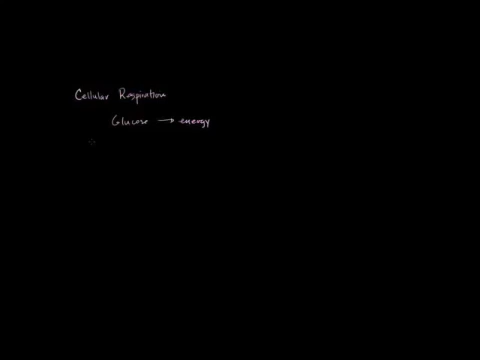 Cellular Respiration
Glucose → energy